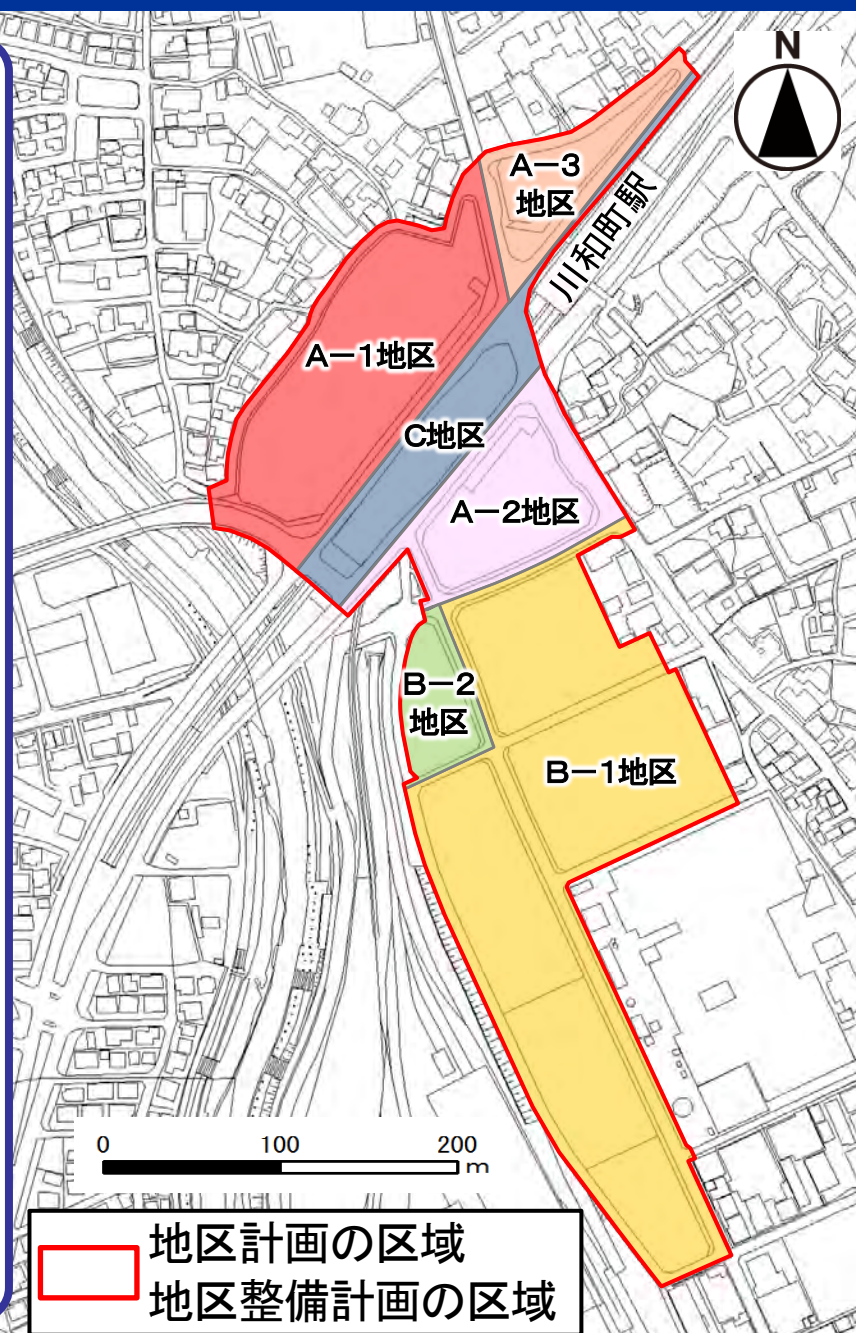 N
A-3
地区
川和町駅
A-1地区
C地区
A-2地区
B-2
地区
B-1地区
0 100 200
m
地区計画の区域
地区整備計画の区域